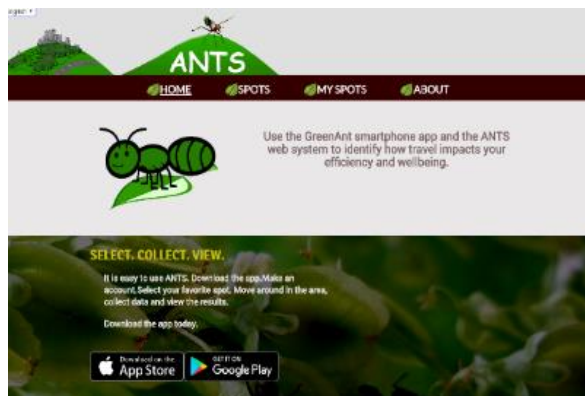 ANTS
HOME SPOTS MY SPOTS ABOUT
Use the GreenAnt smartphone app and the ANTS
web system to identify how travel impacts your
efficiency and wellbeing.
SELECT. COLLECT. VIEW.
It is easy to use ANTS. Download the app.Make an
account.Select your favorite spot. Move around in the area,
collect data and view the results.
Download the app today.
Download on the
App Store
GET IT ON
Google Play